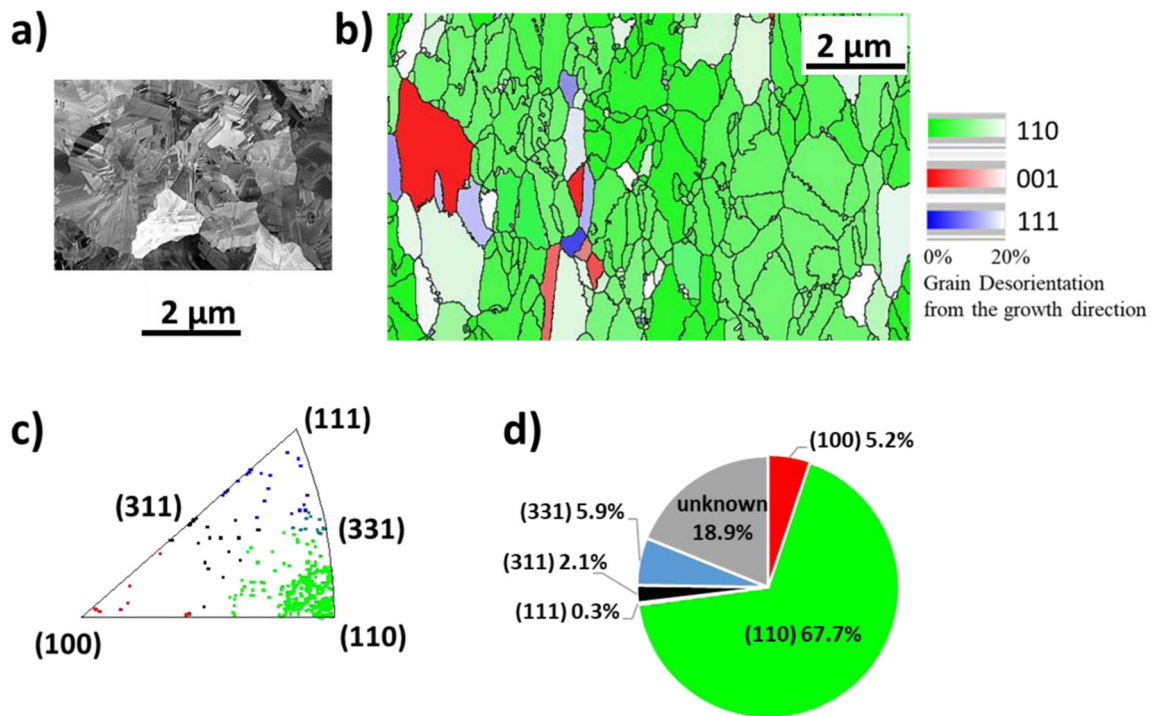 a)
2 µm
b)
2 µm
110
001
111
0% 20%
Grain Desorientation
from the growth direction
c)
(111)
(311)
(331)
(100)
(110)
d)
(100) 5.2%
unknown
18.9%
(331) 5.9%
(311) 2.1%
(111) 0.3%
(110) 67.7%